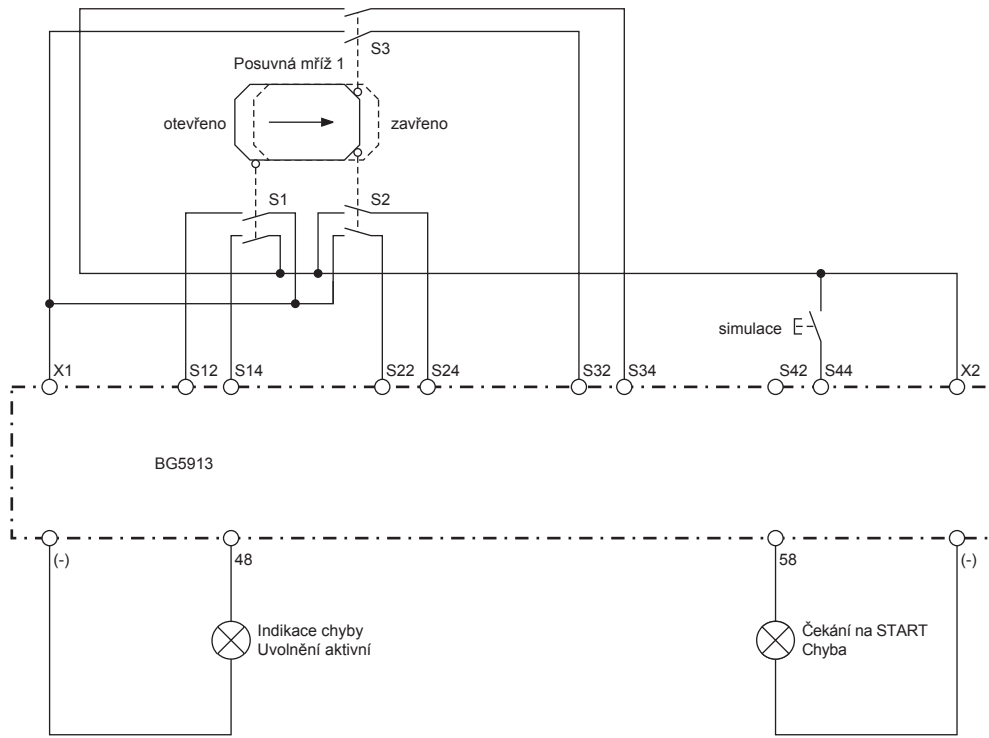 S3
Posuvná mříž 1
otevřeno
zavřeno
S1
S2
simulace
X1
S12
S14
S22
S24
S32
S34
S42
S44
X2
BG5913
(-)
48
58
(-)
Indikace chyby
Uvolnění aktivní
Čekání na START
Chyba